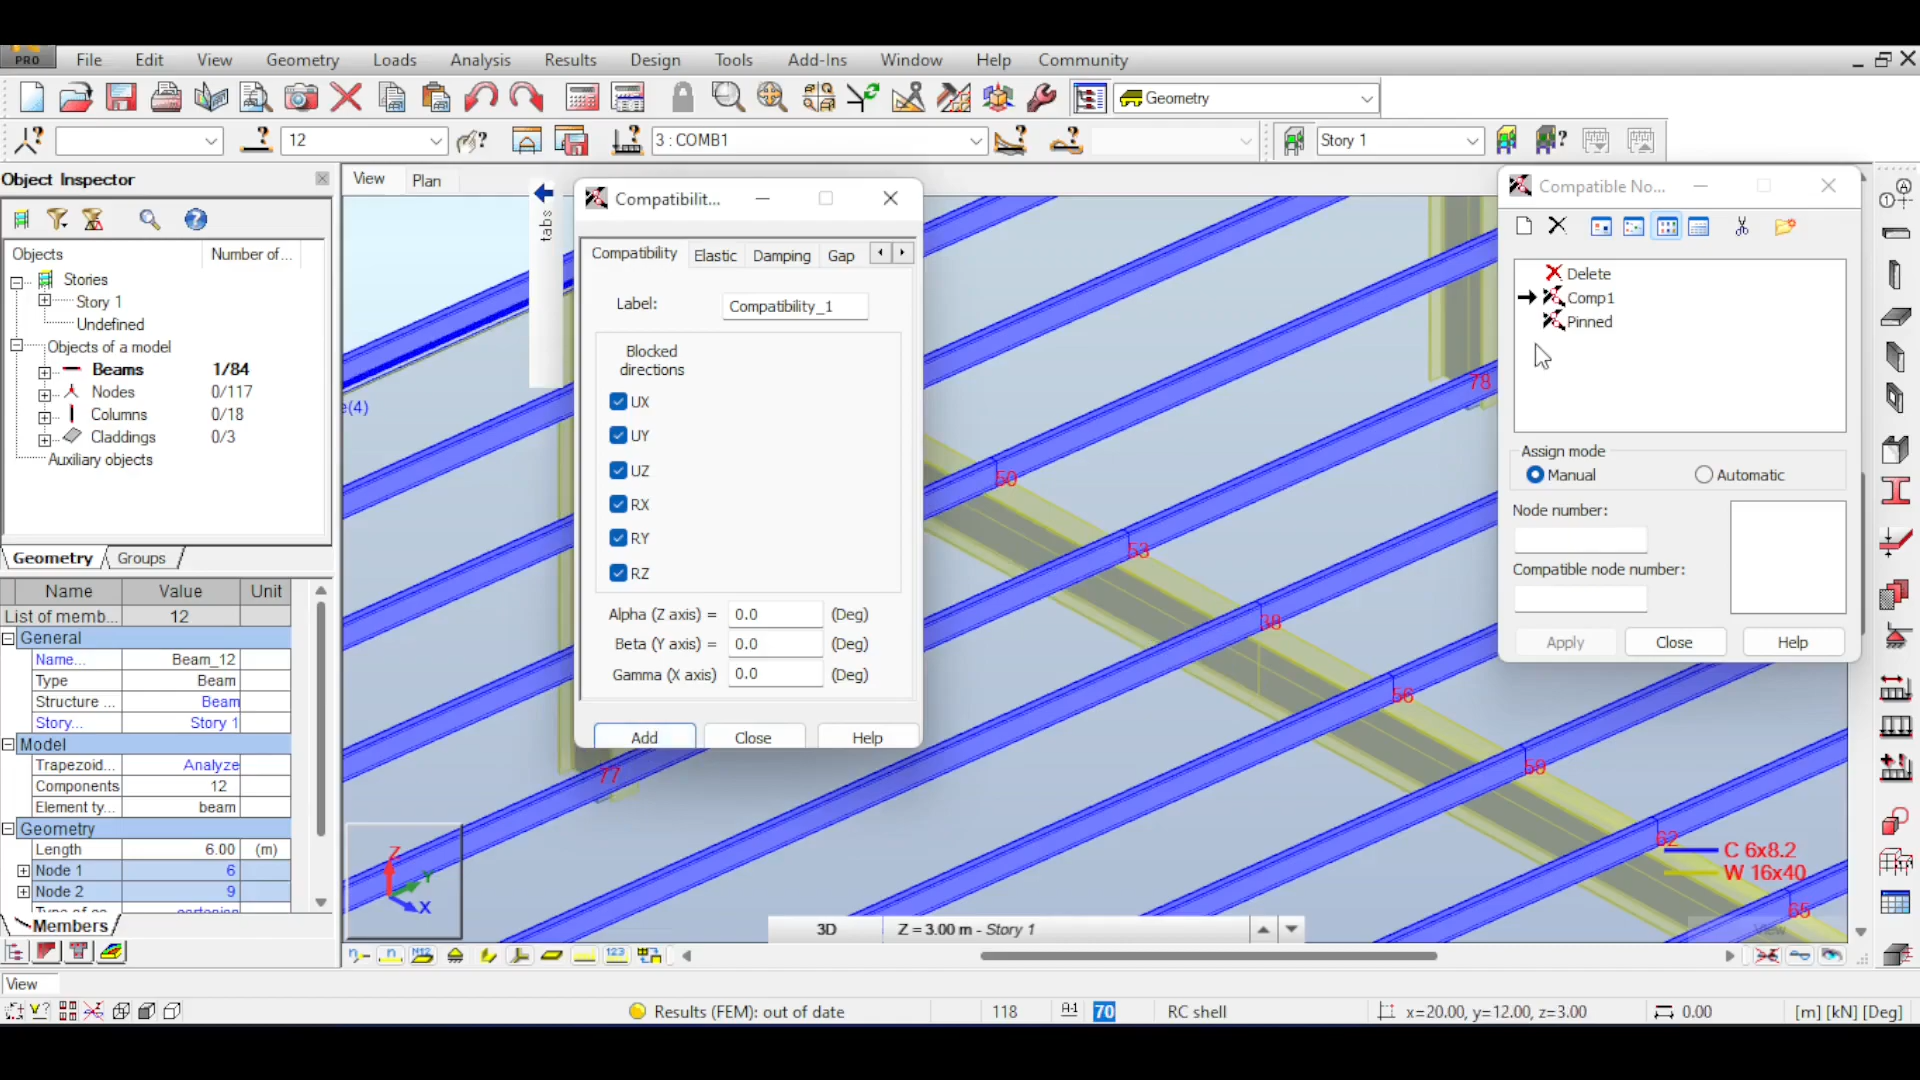 PRO File Edit View Geometry Loads Analysis Results Design Tools Add-Ins Window Help Community
Geometry
12 3 : COMB1 Story 1
Object Inspector
Objects Number of...
Stories
Story 1
Undefined
Objects of a model
Beams 1/84
Nodes 0/117
Columns 0/18
Claddings 0/3
Auxiliary objects
Geometry Groups
Name Value Unit
List of memb... 12
General
Name... Beam_12
Type Beam
Structure ... Beam
Story... Story 1
Model
Trapezoid... Analyze
Components 12
Element ty... beam
Geometry
Length 6.00 (m)
Node 1 6
Node 2 9
Members
View Plan
tabs
e(4)
Compatibilit...
Compatibility Elastic Damping Gap
Label: Compatibility_1
Blocked
directions
UX
UY
UZ
RX
RY
RZ
Alpha (Z axis) = 0.0 (Deg)
Beta (Y axis) = 0.0 (Deg)
Gamma (X axis) 0.0 (Deg)
Add Close Help
Compatible No...
Delete
Comp1
Pinned
Assign mode
Manual Automatic
Node number:
Compatible node number:
Apply Close Help
78
50
53
38
56
59
62
65
77
C 6x8.2
W 16x40
Z
Y
X
3D Z = 3.00 m - Story 1
View
View
Results (FEM): out of date 118 70 RC shell x=20.00, y=12.00, z=3.00 0.00 [m] [kN] [Deg]